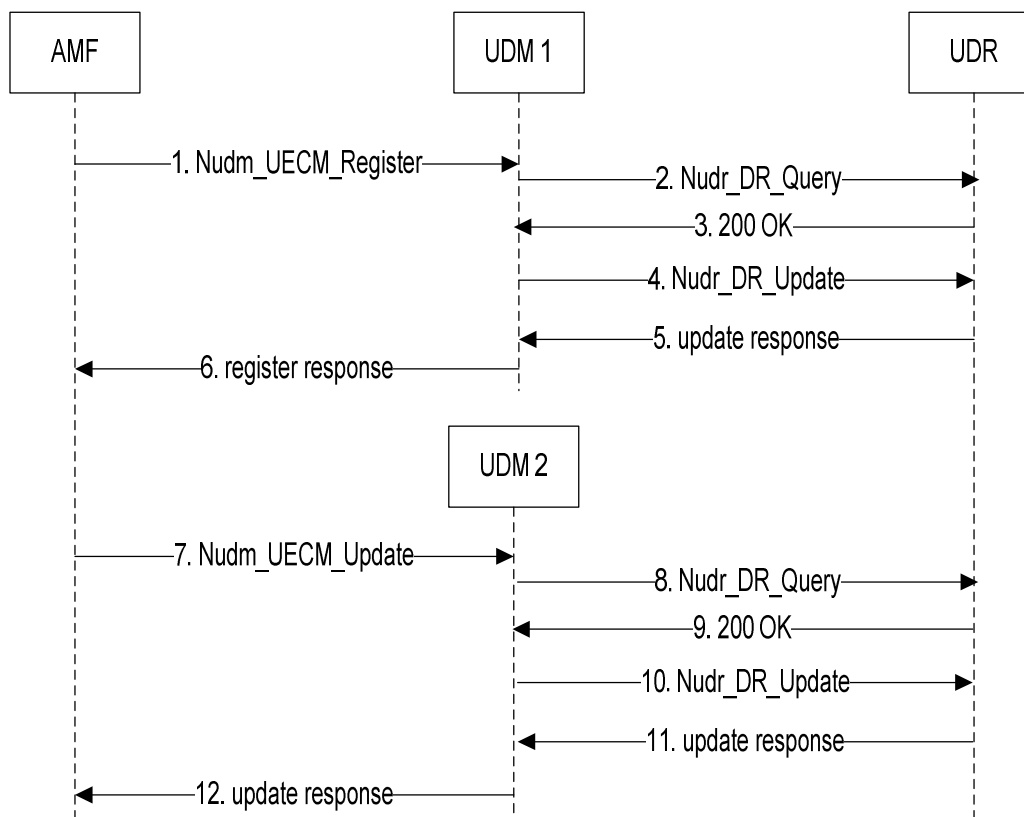 AMF
UDM 1
UDR
1. Nudm_UECM_Register
2. Nudr_DR_Query
3. 200 OK
4. Nudr_DR_Update
5. update response
6. register response
UDM 2
7. Nudm_UECM_Update
8. Nudr_DR_Query
9. 200 OK
10. Nudr_DR_Update
11. update response
12. update response